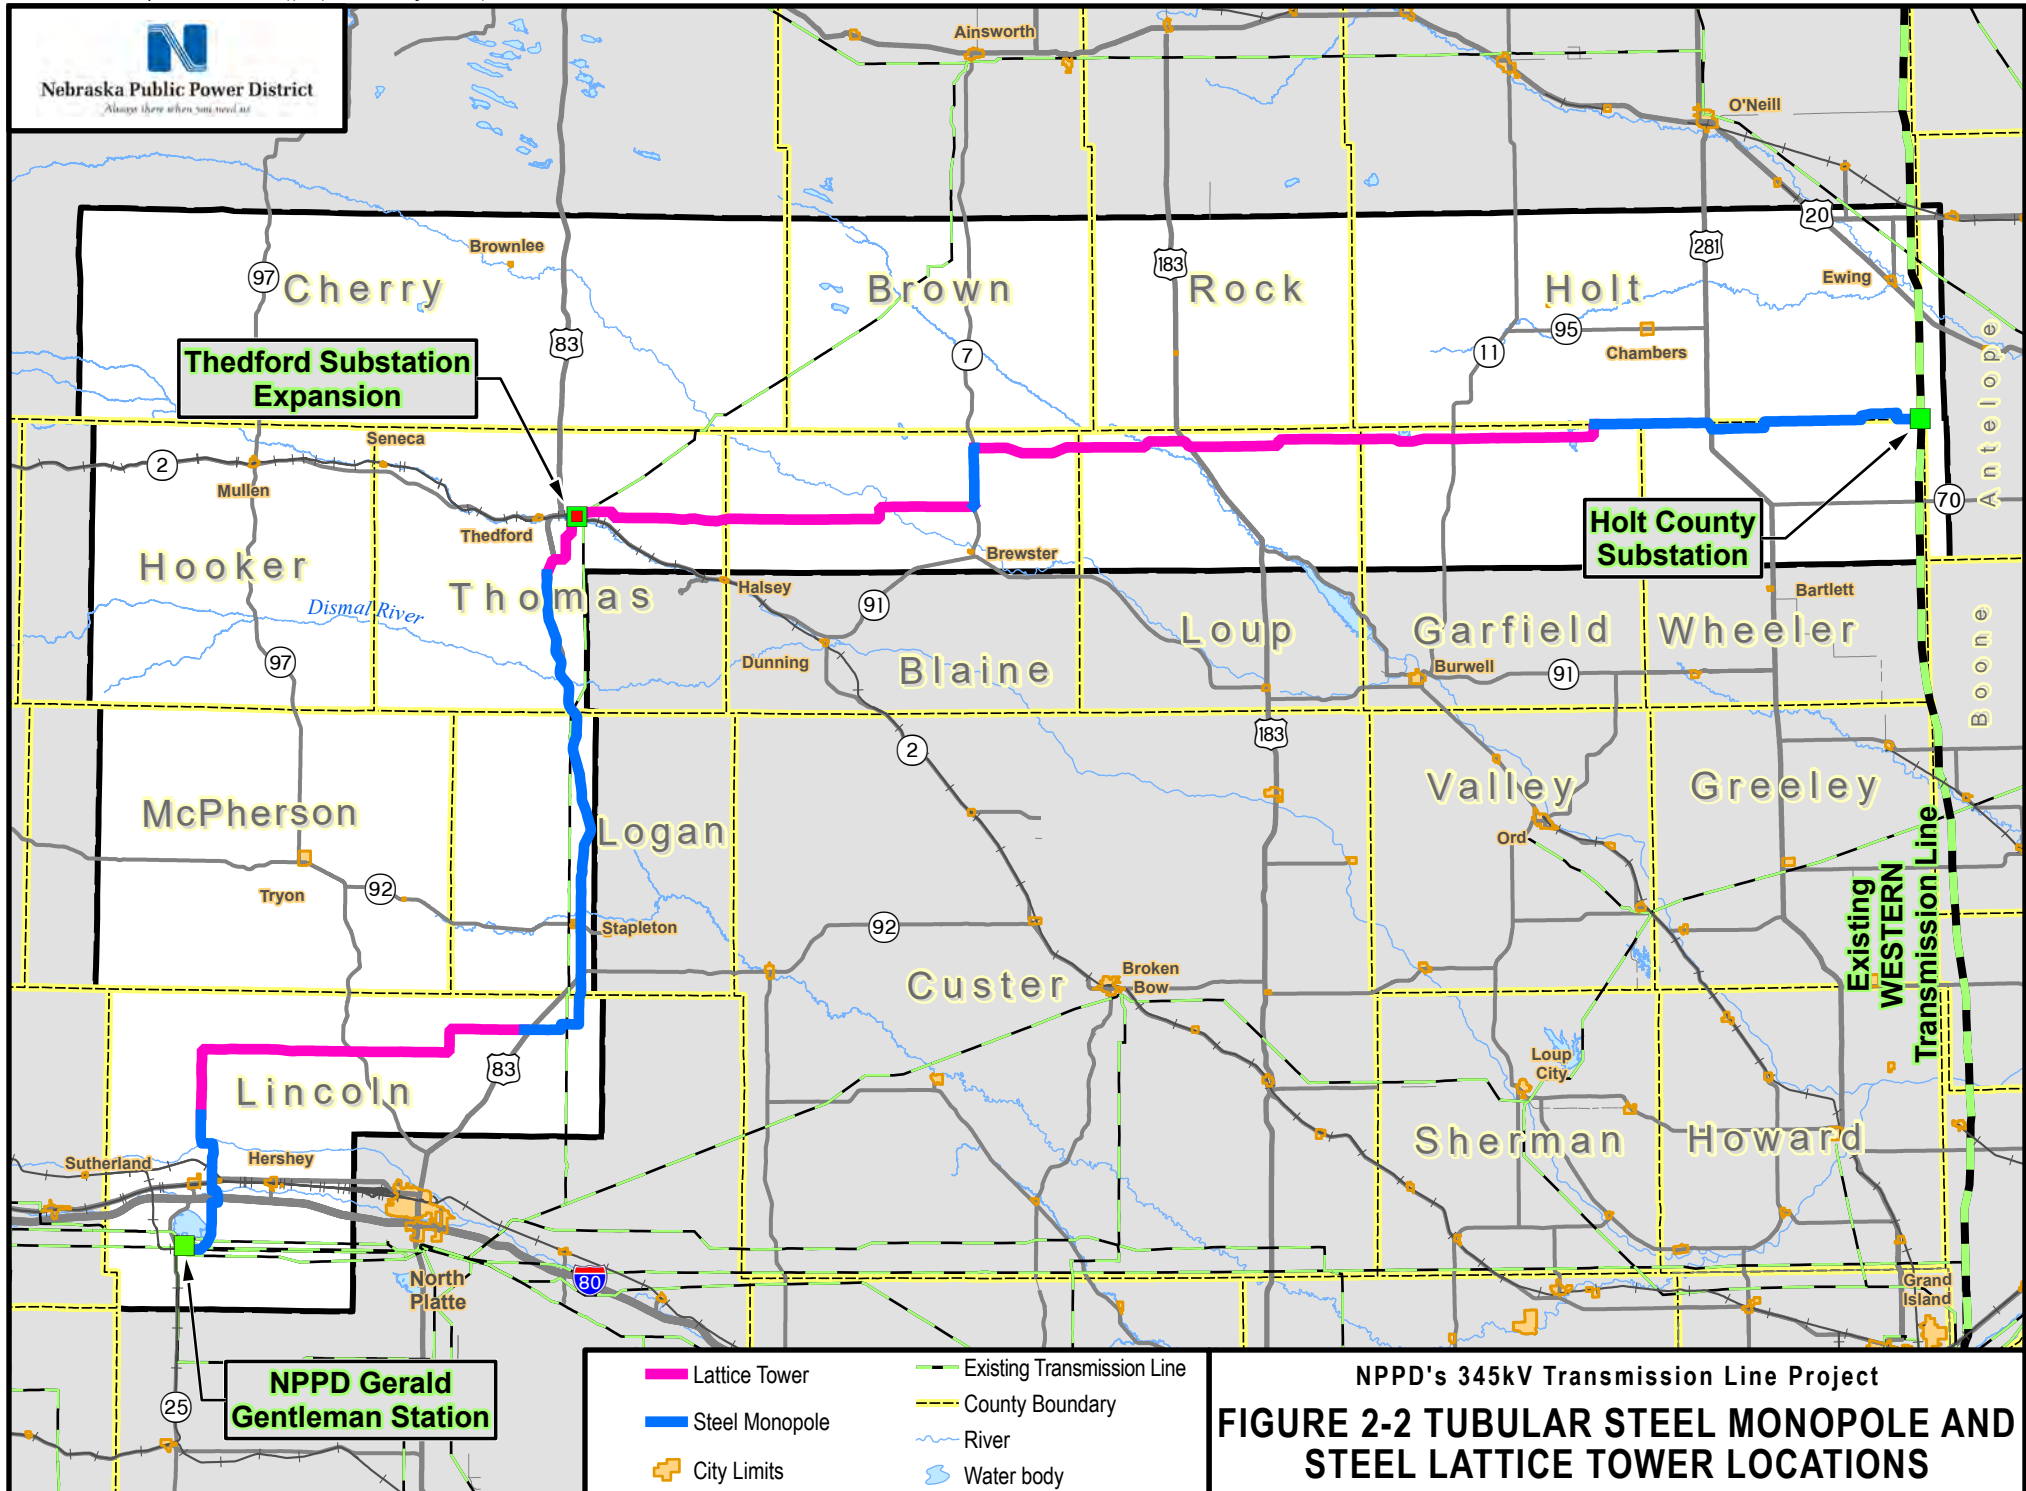 Nebraska Public Power District
Always there when you need us
Ainsworth
O'Neill
20
Brownlee
97
Cherry
Brown
183
Rock
281
Holt
Ewing
83
7
11
95
Chambers
Antelope
Thedford Substation
Expansion
Seneca
2
Mullen
Thedford
70
Holt County
Substation
Hooker
Brewster
Thomas
Halsey
Dismal River
91
Bartlett
Loup
Garfield
Wheeler
Boone
97
Dunning
Blaine
Burwell
91
2
183
McPherson
Logan
Valley
Greeley
Ord
Tryon
92
Stapleton
92
Existing
WESTERN
Transmission Line
Custer
Broken
Bow
Lincoln
83
Loup
City
Sherman
Howard
Sutherland
Hershey
North
Platte
80
Grand
Island
NPPD Gerald
Gentleman Station
25
Lattice Tower
Steel Monopole
City Limits
Existing Transmission Line
County Boundary
River
Water body
NPPD's 345kV Transmission Line Project
FIGURE 2-2 TUBULAR STEEL MONOPOLE AND
STEEL LATTICE TOWER LOCATIONS